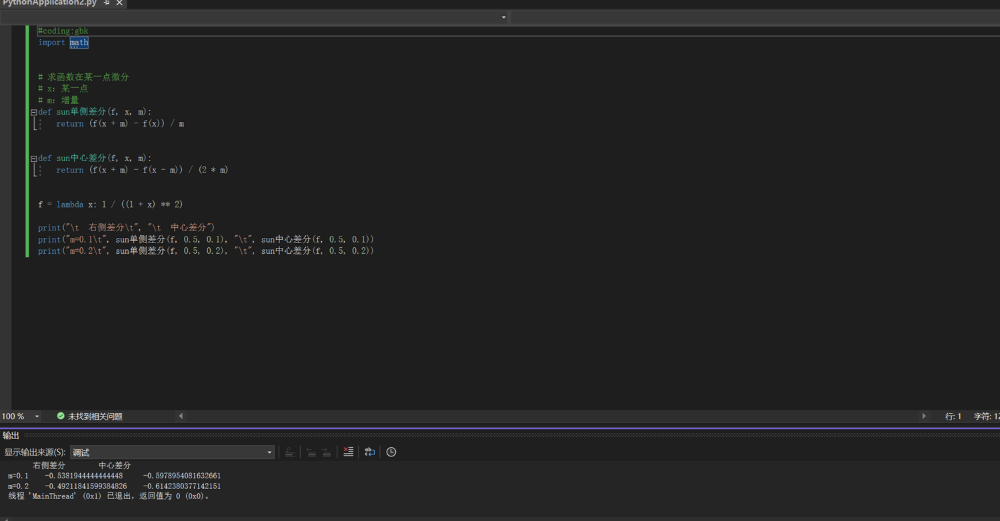 PythonApplication2.py
#coding:gbk
import math
# 求函数在某一点微分
# x: 某一点
# m: 增量
def sun单侧差分(f, x, m):
return (f(x + m) - f(x)) / m
def sun中心差分(f, x, m):
return (f(x + m) - f(x - m)) / (2 * m)
f = lambda x: 1 / ((1 + x) ** 2)
print("\t  右侧差分\t", "\t  中心差分")
print("m=0.1\t", sun单侧差分(f, 0.5, 0.1), "\t", sun中心差分(f, 0.5, 0.1))
print("m=0.2\t", sun单侧差分(f, 0.5, 0.2), "\t", sun中心差分(f, 0.5, 0.2))
100 % 未找到相关问题 行: 1 字符: 12
输出
显示输出来源(S): 调试
右侧差分 中心差分
m=0.1 -0.5381944444444448 -0.5978954081632661
m=0.2 -0.49211841599384826 -0.6142380377142151
线程 'MainThread' (0x1) 已退出，返回值为 0 (0x0)。